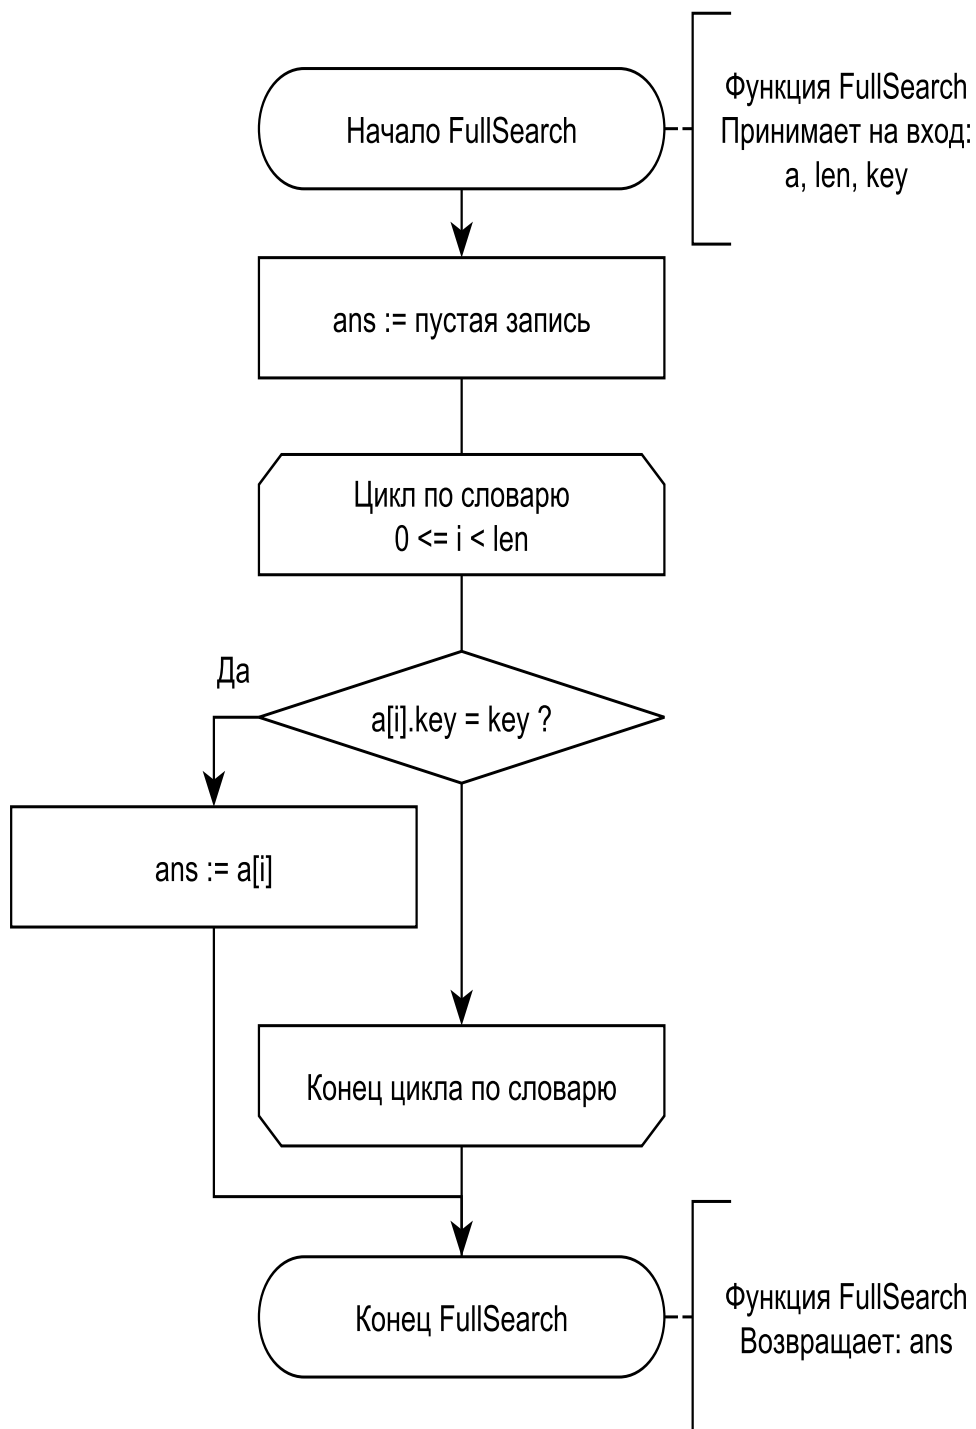 Начало FullSearch
Функция FullSearch
Принимает на вход:
a, len, key
ans := пустая запись
Цикл по словарю
0 <= i < len
Да
a[i].key = key ?
ans := a[i]
Конец цикла по словарю
Конец FullSearch
Функция FullSearch
Возвращает: ans